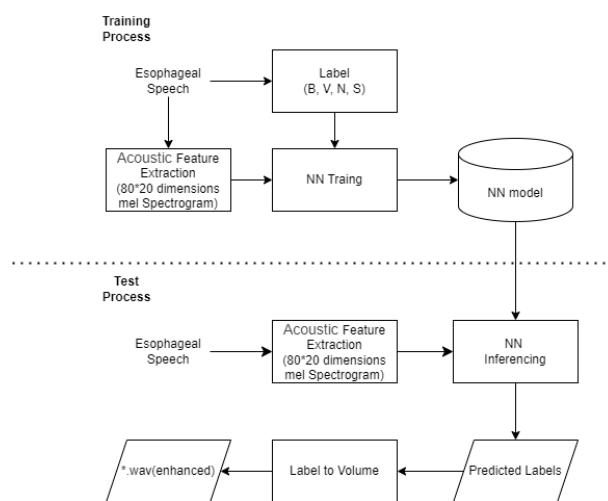 Training
Process
Esophageal
Speech
Label
(B, V, N, S)
Acoustic Feature
Extraction
(80*20 dimensions
mel Spectrogram)
NN Traing
NN model
Test
Process
Esophageal
Speech
Acoustic Feature
Extraction
(80*20 dimensions
mel Spectrogram)
NN
Inferencing
*.wav(enhanced)
Label to Volume
Predicted Labels